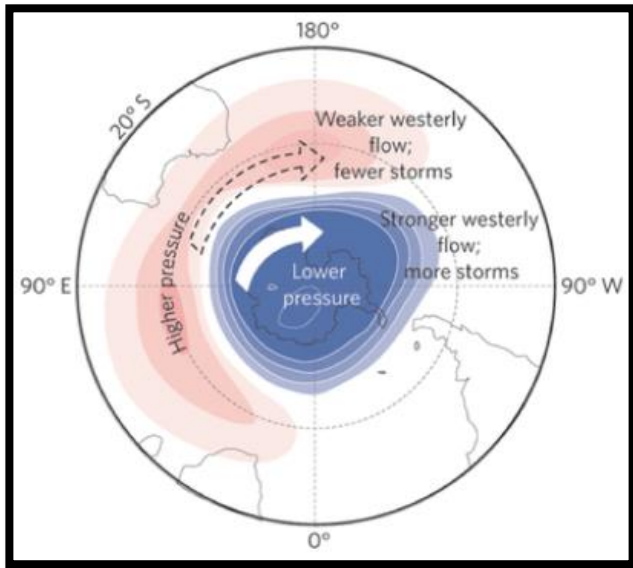 180°
20° S
Weaker westerly
flow;
fewer storms
Higher pressure
Stronger westerly
flow;
more storms
Lower
pressure
90° E
90° W
0°